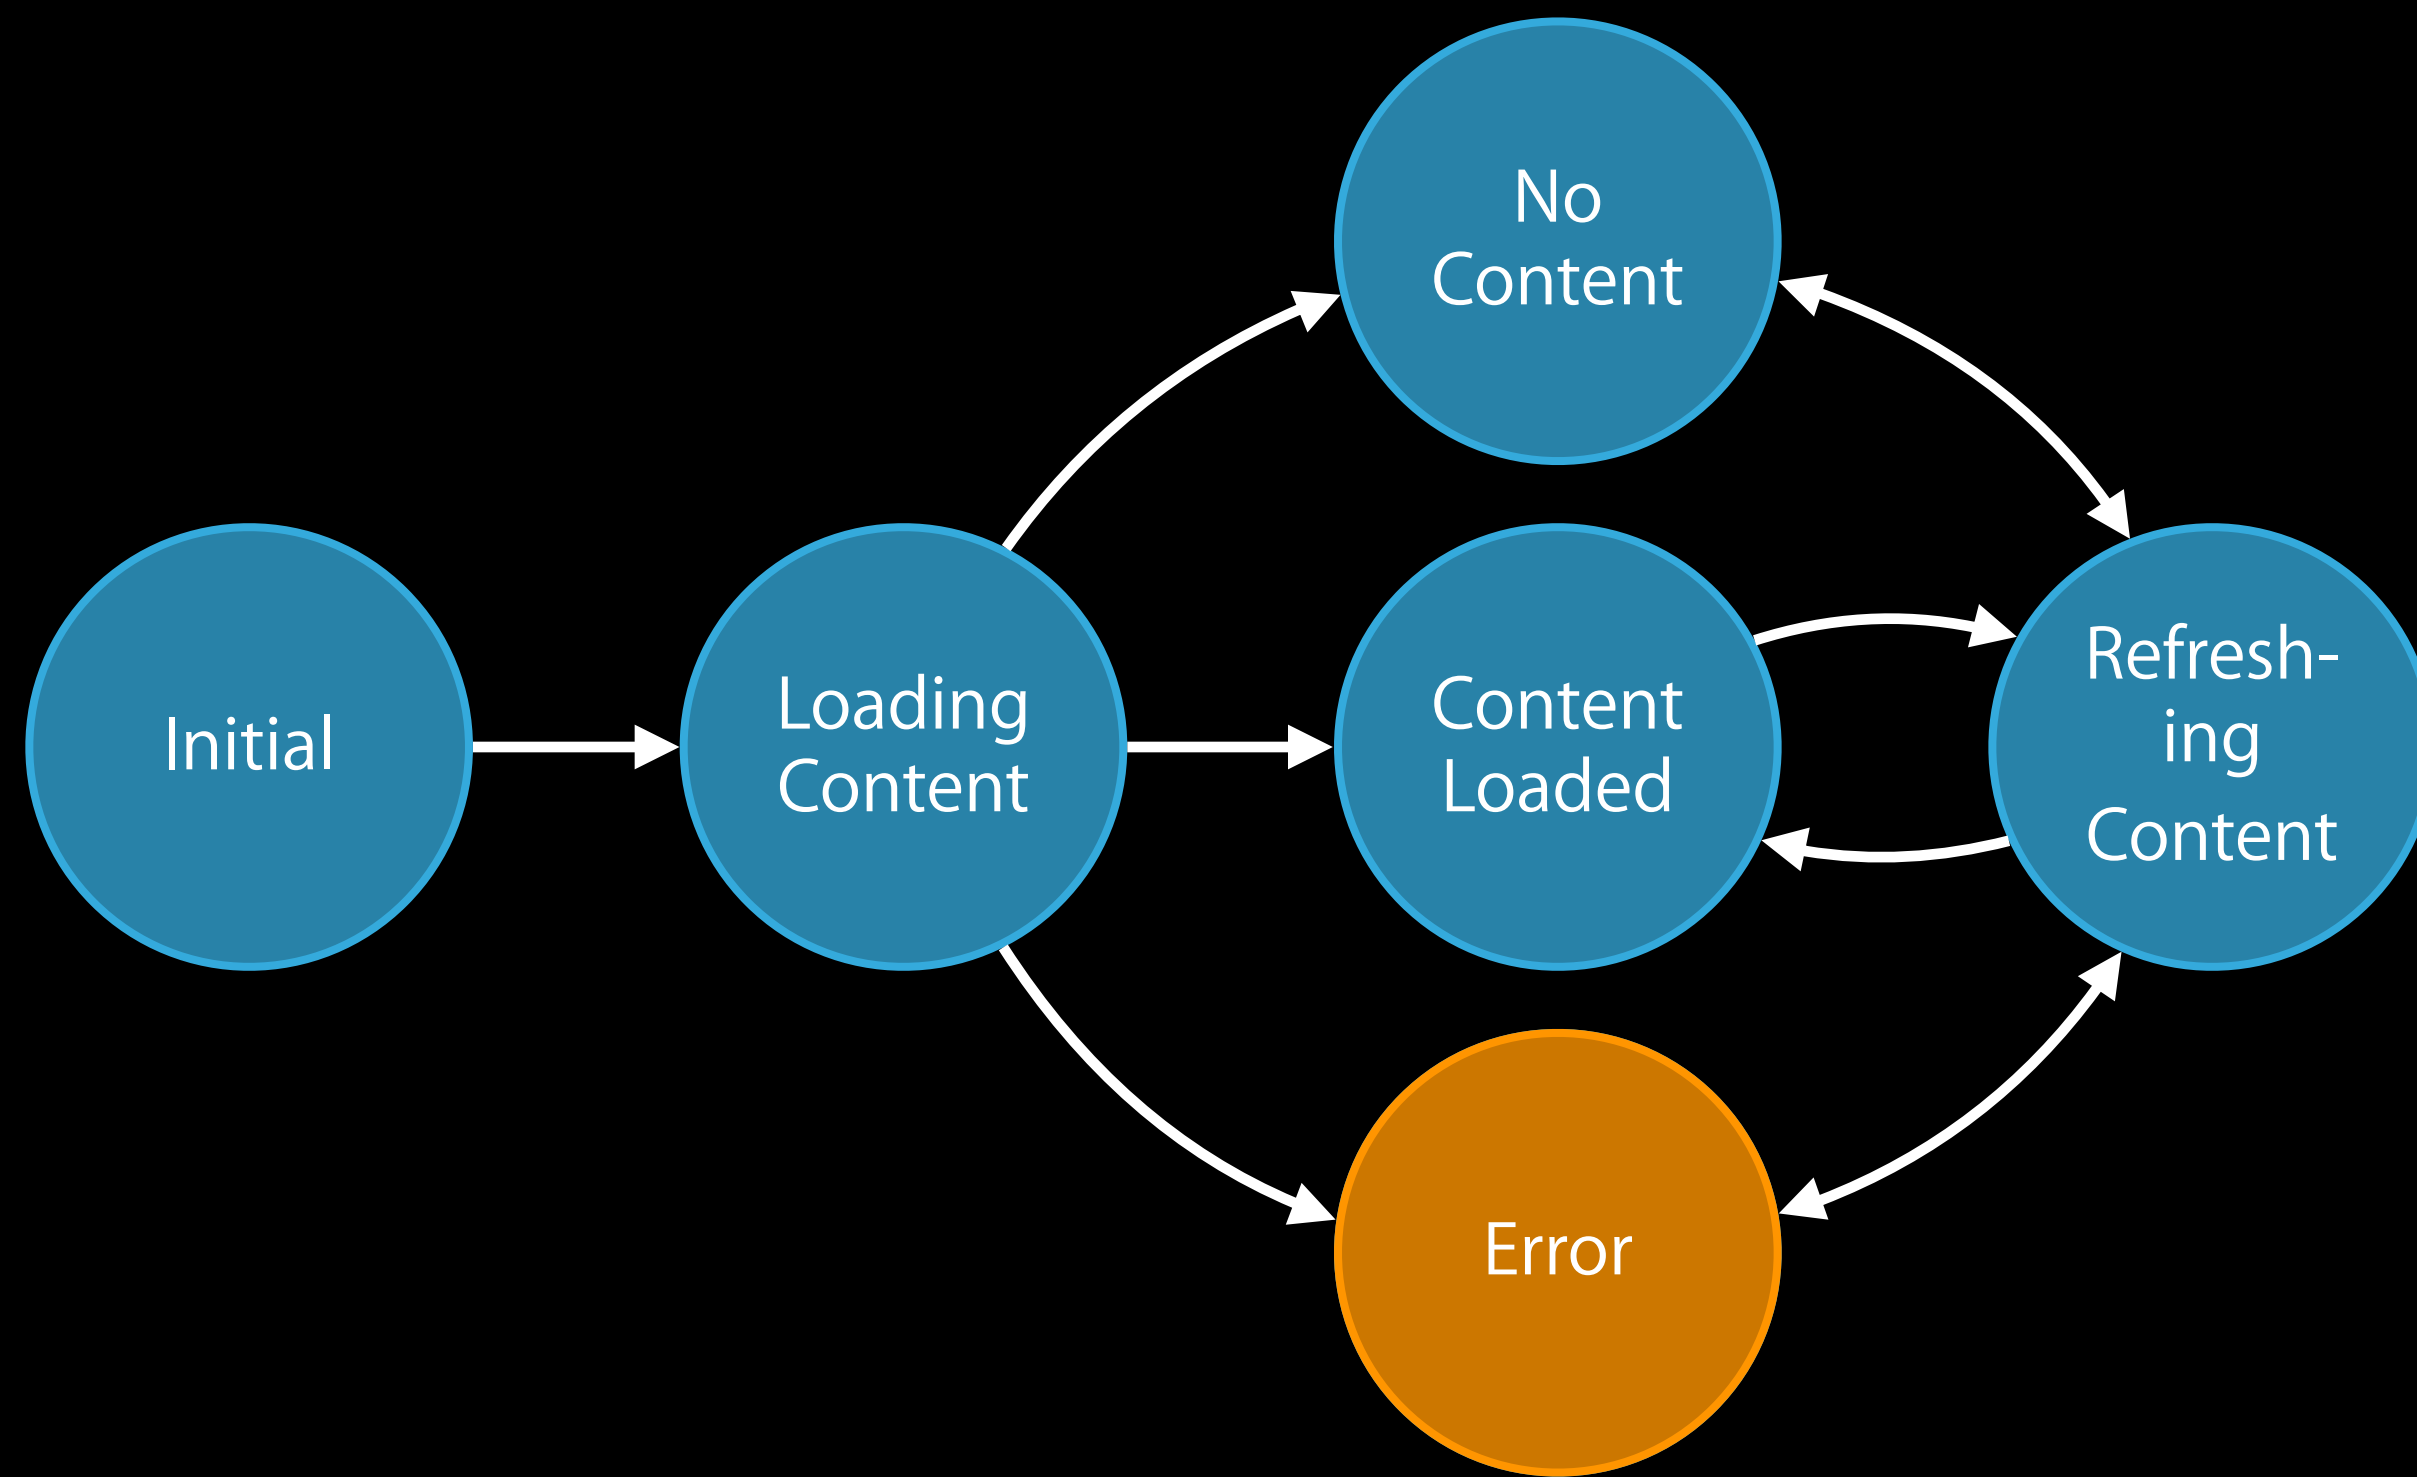 Initial
Loading
Content
No
Content
Content
Loaded
Error
Refresh-
ing
Content